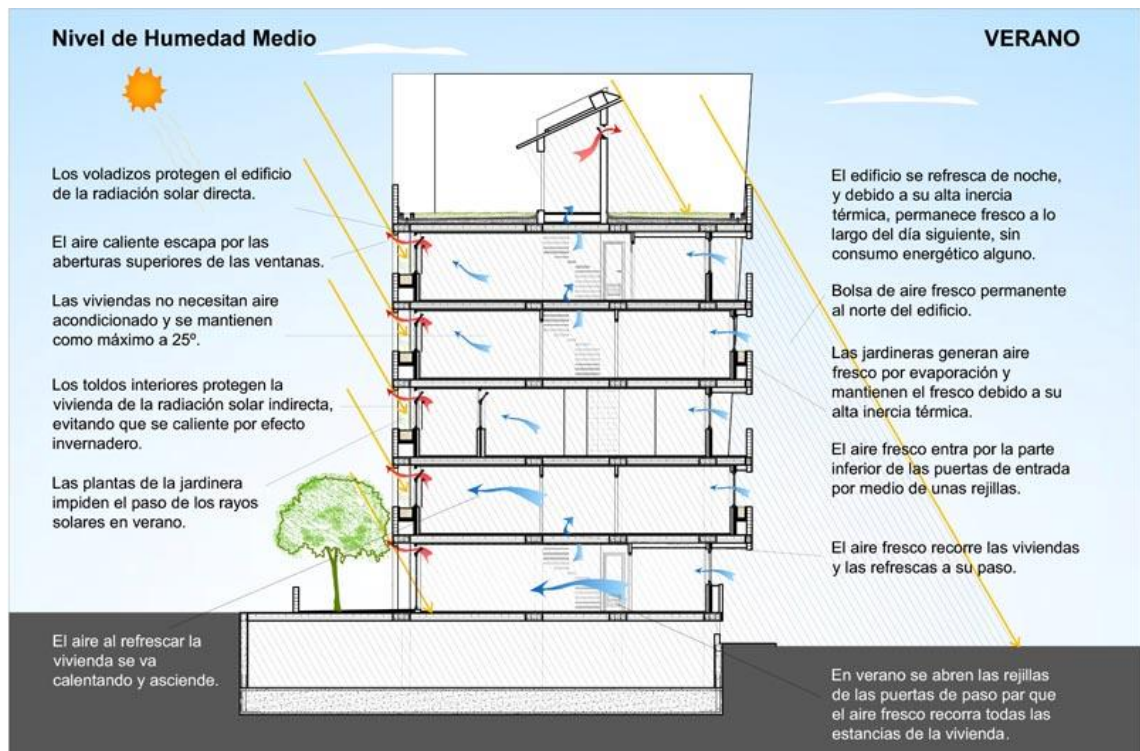 Nivel de Humedad Medio
VERANO
Los voladizos protegen el edificio
de la radiación solar directa.
El aire caliente escapa por las
aberturas superiores de las ventanas.
Las viviendas no necesitan aire
acondicionado y se mantienen
como máximo a 25º.
Los toldos interiores protegen la
vivienda de la radiación solar indirecta,
evitando que se caliente por efecto
invernadero.
Las plantas de la jardinera
impiden el paso de los rayos
solares en verano.
El aire al refrescar la
vivienda se va
calentando y asciende.
El edificio se refresca de noche,
y debido a su alta inercia
térmica, permanece fresco a lo
largo del día siguiente, sin
consumo energético alguno.
Bolsa de aire fresco permanente
al norte del edificio.
Las jardineras generan aire
fresco por evaporación y
mantienen el fresco debido a su
alta inercia térmica.
El aire fresco entra por la parte
inferior de las puertas de entrada
por medio de unas rejillas.
El aire fresco recorre las viviendas
y las refrescas a su paso.
En verano se abren las rejillas
de las puertas de paso par que
el aire fresco recorra todas las
estancias de la vivienda.